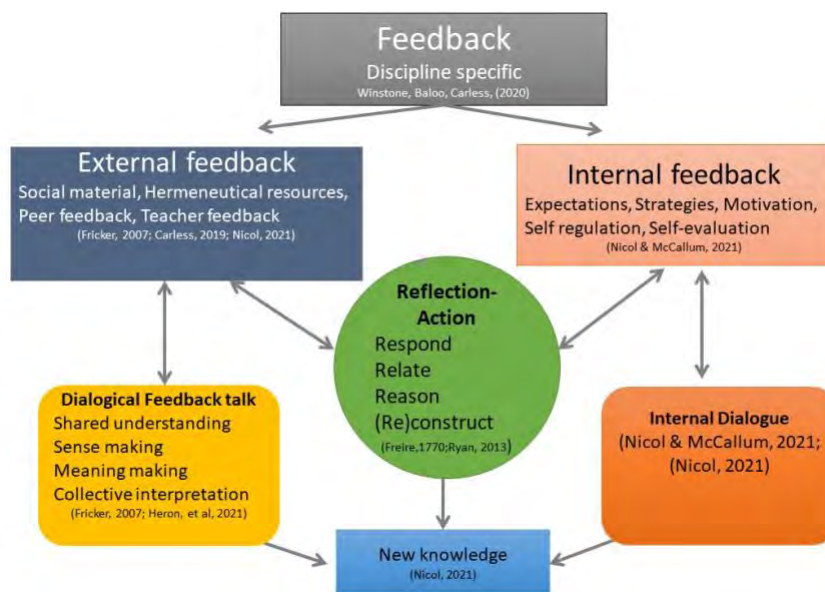 Feedback
Discipline specific
Winstone, Baloo, Carless, (2020)
External feedback
Social material, Hermeneutical resources,
Peer feedback, Teacher feedback
(Fricker, 2007; Carless, 2019; Nicol, 2021)
Internal feedback
Expectations, Strategies, Motivation,
Self regulation, Self-evaluation
(Nicol & McCallum, 2021)
Reflection-
Action
Respond
Relate
Reason
(Re)construct
(Freire,1770;Ryan, 2013)
Dialogical Feedback talk
Shared understanding
Sense making
Meaning making
Collective interpretation
(Fricker, 2007; Heron, et al, 2021)
Internal Dialogue
(Nicol & McCallum, 2021;
(Nicol, 2021)
New knowledge
(Nicol, 2021)